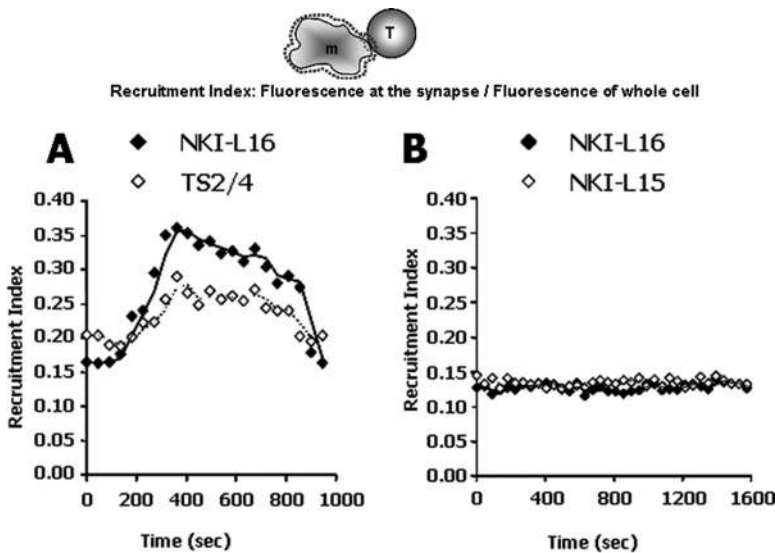 m
T
Recruitment Index: Fluorescence at the synapse / Fluorescence of whole cell
A
NKI-L16
TS2/4
Recruitment Index
0.40
0.35
0.30
0.25
0.20
0.15
0.10
0.05
0.00
0 200 400 600 800 1000
Time (sec)
B
NKI-L16
NKI-L15
Recruitment Index
0.40
0.35
0.30
0.25
0.20
0.15
0.10
0.05
0.00
0 400 800 1200 1600
Time (sec)